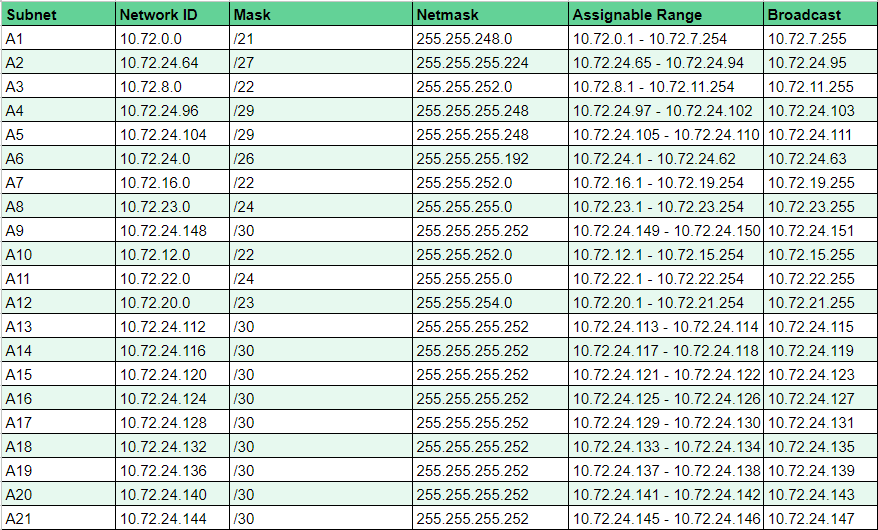 Subnet Network ID Mask Netmask Assignable Range Broadcast
A1 10.72.0.0 /21 255.255.248.0 10.72.0.1 - 10.72.7.254 10.72.7.255
A2 10.72.24.64 /27 255.255.255.224 10.72.24.65 - 10.72.24.94 10.72.24.95
A3 10.72.8.0 /22 255.255.252.0 10.72.8.1 - 10.72.11.254 10.72.11.255
A4 10.72.24.96 /29 255.255.255.248 10.72.24.97 - 10.72.24.102 10.72.24.103
A5 10.72.24.104 /29 255.255.255.248 10.72.24.105 - 10.72.24.110 10.72.24.111
A6 10.72.24.0 /26 255.255.255.192 10.72.24.1 - 10.72.24.62 10.72.24.63
A7 10.72.16.0 /22 255.255.252.0 10.72.16.1 - 10.72.19.254 10.72.19.255
A8 10.72.23.0 /24 255.255.255.0 10.72.23.1 - 10.72.23.254 10.72.23.255
A9 10.72.24.148 /30 255.255.255.252 10.72.24.149 - 10.72.24.150 10.72.24.151
A10 10.72.12.0 /22 255.255.252.0 10.72.12.1 - 10.72.15.254 10.72.15.255
A11 10.72.22.0 /24 255.255.255.0 10.72.22.1 - 10.72.22.254 10.72.22.255
A12 10.72.20.0 /23 255.255.254.0 10.72.20.1 - 10.72.21.254 10.72.21.255
A13 10.72.24.112 /30 255.255.255.252 10.72.24.113 - 10.72.24.114 10.72.24.115
A14 10.72.24.116 /30 255.255.255.252 10.72.24.117 - 10.72.24.118 10.72.24.119
A15 10.72.24.120 /30 255.255.255.252 10.72.24.121 - 10.72.24.122 10.72.24.123
A16 10.72.24.124 /30 255.255.255.252 10.72.24.125 - 10.72.24.126 10.72.24.127
A17 10.72.24.128 /30 255.255.255.252 10.72.24.129 - 10.72.24.130 10.72.24.131
A18 10.72.24.132 /30 255.255.255.252 10.72.24.133 - 10.72.24.134 10.72.24.135
A19 10.72.24.136 /30 255.255.255.252 10.72.24.137 - 10.72.24.138 10.72.24.139
A20 10.72.24.140 /30 255.255.255.252 10.72.24.141 - 10.72.24.142 10.72.24.143
A21 10.72.24.144 /30 255.255.255.252 10.72.24.145 - 10.72.24.146 10.72.24.147